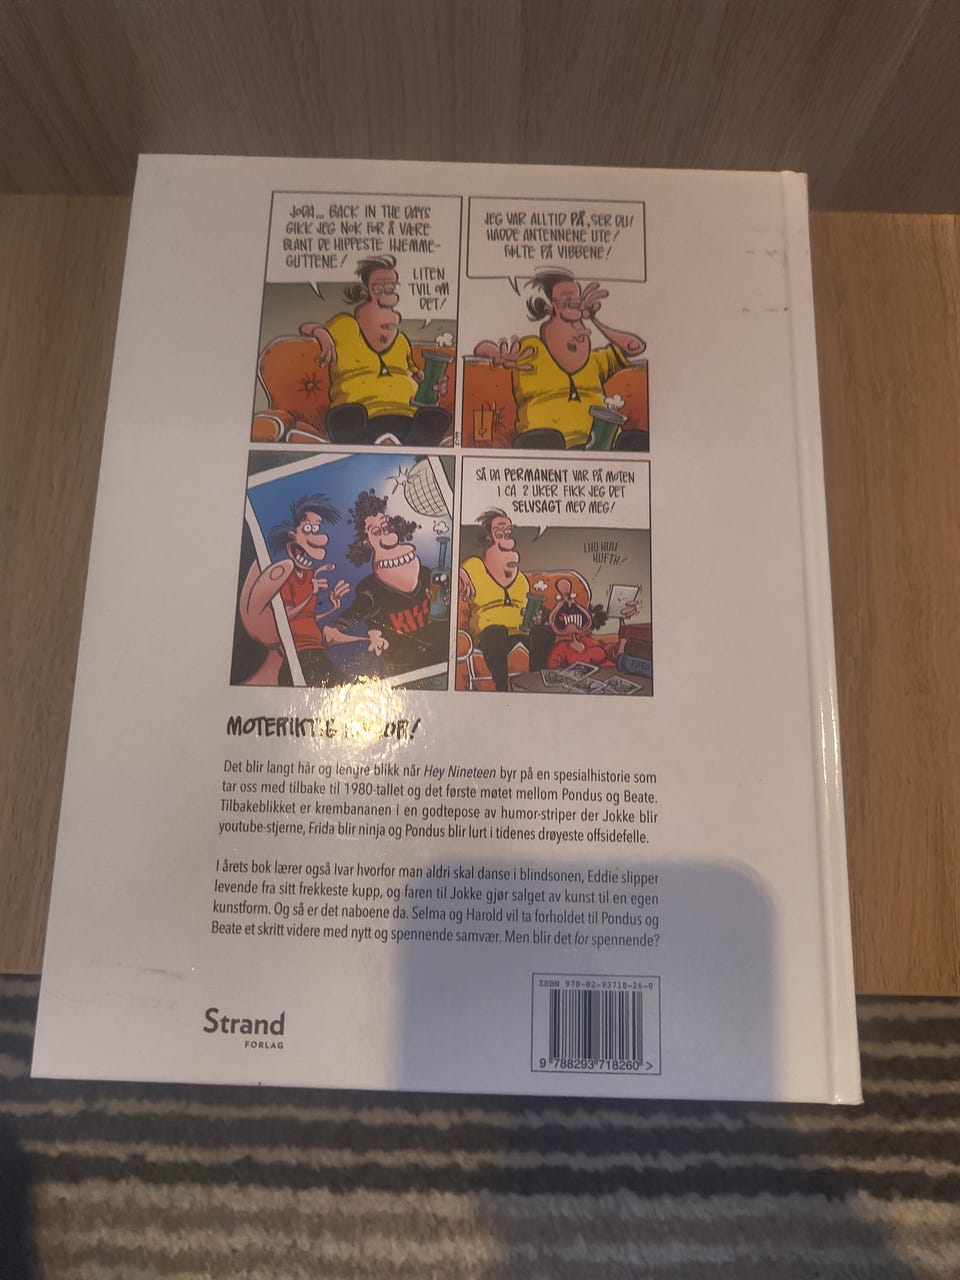 JODA... BACK IN THE DAYS
GIKK JEG NOK FOR Å VÆRE
BLANT DE HIPPESTE HJEMME-
GUTTENE!
LITEN
TVIL OM
DET!
JEG VAR ALLTID PÅ, SER DU!
HADDE ANTENNENE UTE!
FØLTE PÅ VIBBENE!
KISS
SÅ DA PERMANENT VAR PÅ MOTEN
I CA 2 UKER FIKK JEG DET
SELVSAGT MED MEG!
LHU HUU
HUFTH!
FOTO
Det blir langt hår og lengre blikk når Hey Nineteen byr på en spesialhistorie som
tar oss med tilbake til 1980-tallet og det første møtet mellom Pondus og Beate.
Tilbakeblikket er krembananen i en godtepose av humor-striper der Jokke blir
youtube-stjerne, Frida blir ninja og Pondus blir lurt i tidenes drøyeste offsidefelle.
I årets bok lærer også Ivar hvorfor man aldri skal danse i blindsonen, Eddie slipper
levende fra sitt frekkeste kupp, og faren til Jokke gjør salget av kunst til en egen
kunstform. Og så er det naboene da. Selma og Harold vil ta forholdet til Pondus og
Beate et skritt videre med nytt og spennende samvær. Men blir det for spennende?
ISBN 978-82-93718-26-0
Strand
FORLAG
9 788293 718260 >